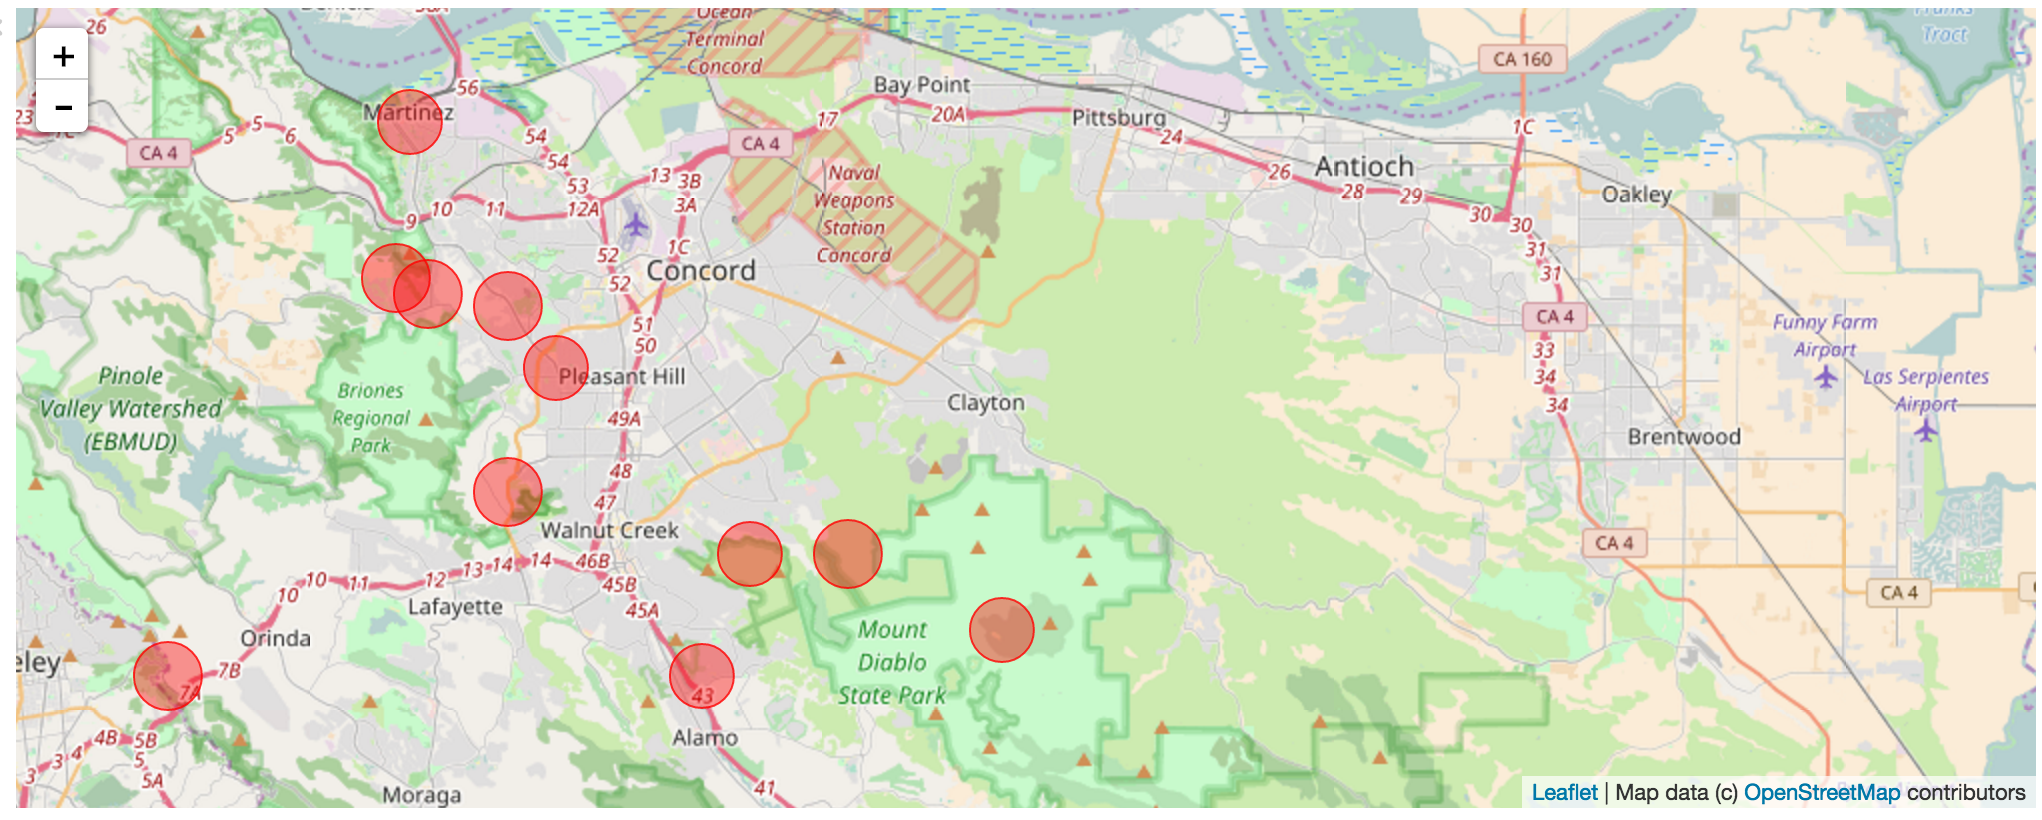 +
-
26
56
Ocean
Terminal
Concord
Bay Point
CA 160
Franks
Tract
Martinez
23
5
5
6
CA 4
54
54
17
20A
Pittsburg
24
1C
CA 4
13
3B
3A
53
12A
9
10
11
Naval
Weapons
Station
Concord
26
Antioch
28
29
30
30
Oakley
31
31
52
52
1C
Concord
51
50
CA 4
33
34
34
Funny Farm
Airport
Las Serpientes
Airport
Pinole
Valley Watershed
(EBMUD)
Briones
Regional
Park
Pleasant Hill
49A
Clayton
Brentwood
48
47
Walnut Creek
46B
45B
45A
14
14
13
12
11
10
10
Lafayette
CA 4
CA 4
Orinda
7B
7A
eley
Mount
Diablo
State Park
43
Alamo
41
4B
5B
4
3
3
5
5A
Moraga
Leaflet | Map data (c) OpenStreetMap contributors